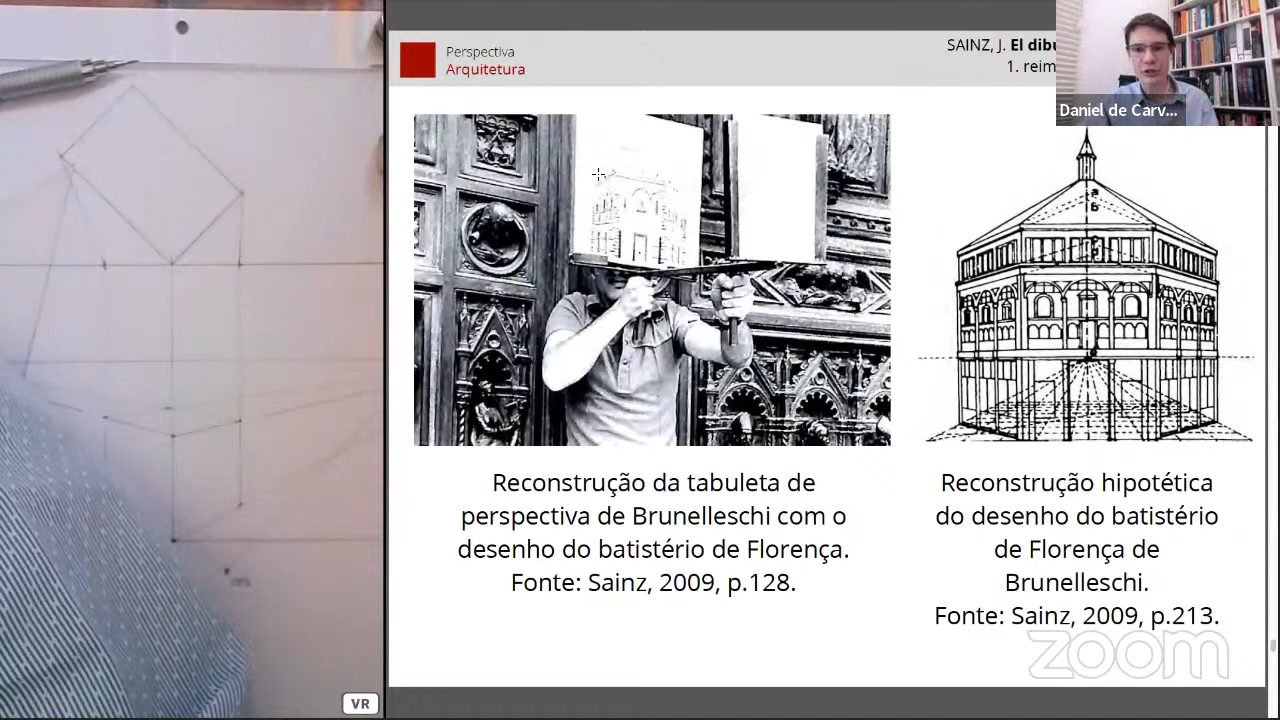 Perspectiva
Arquitetura
SAINZ, J. El dibu
1. reim
Daniel de Carv...
Reconstrução da tabuleta de
perspectiva de Brunelleschi com o
desenho do batistério de Florença.
Fonte: Sainz, 2009, p.128.
Reconstrução hipotética
do desenho do batistério
de Florença de
Brunelleschi.
Fonte: Sainz, 2009, p.213.
zoom
VR